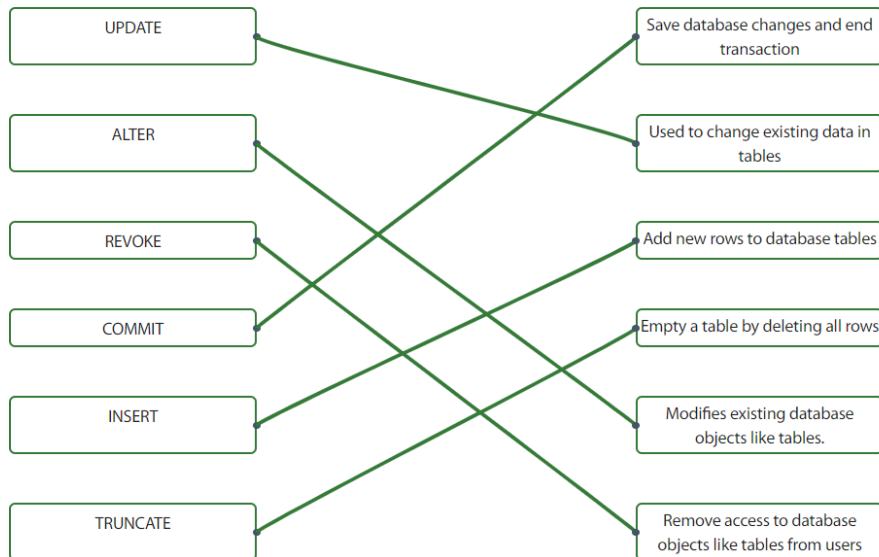 UPDATE
Save database changes and end
transaction
ALTER
Used to change existing data in
tables
REVOKE
Add new rows to database tables
COMMIT
Empty a table by deleting all rows
INSERT
Modifies existing database
objects like tables.
TRUNCATE
Remove access to database
objects like tables from users